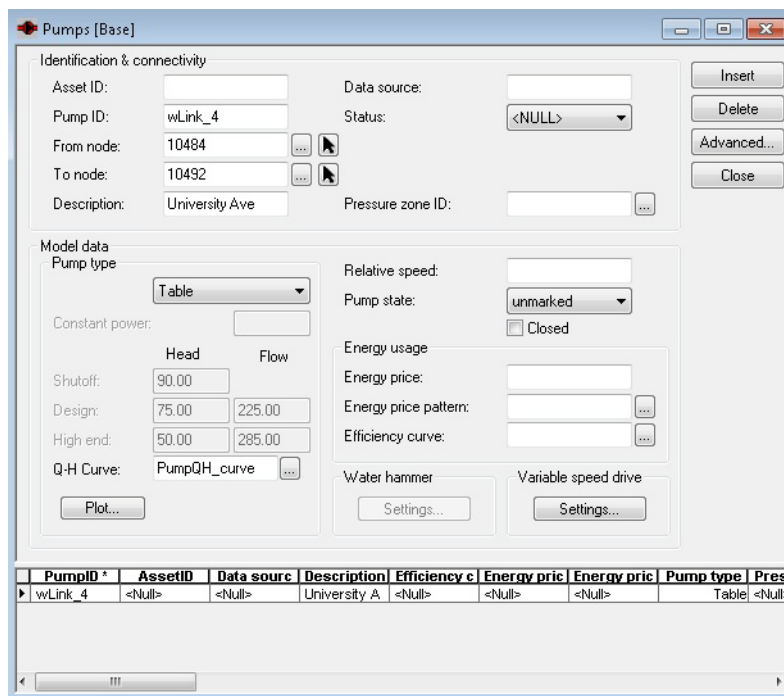 Pumps [Base]
Identification & connectivity
Asset ID:
Data source:
Insert
Pump ID: wLink_4
Status: <NULL>
Delete
From node: 10484 ...
Advanced...
To node: 10492 ...
Close
Description: University Ave
Pressure zone ID: ...
Model data
Pump type
Table
Relative speed:
Pump state: unmarked
Constant power:
Closed
Head Flow
Energy usage
Shutoff: 90.00
Energy price:
Design: 75.00 225.00
Energy price pattern: ...
High end: 50.00 285.00
Efficiency curve: ...
Q-H Curve: PumpQH_curve ...
Water hammer
Variable speed drive
Plot...
Settings...
Settings...
PumpID * AssetID Data sourc Description Efficiency c Energy pric Energy pric Pump type Pres
wLink_4 <Null> <Null> University A <Null> <Null> <Null> Table <Null